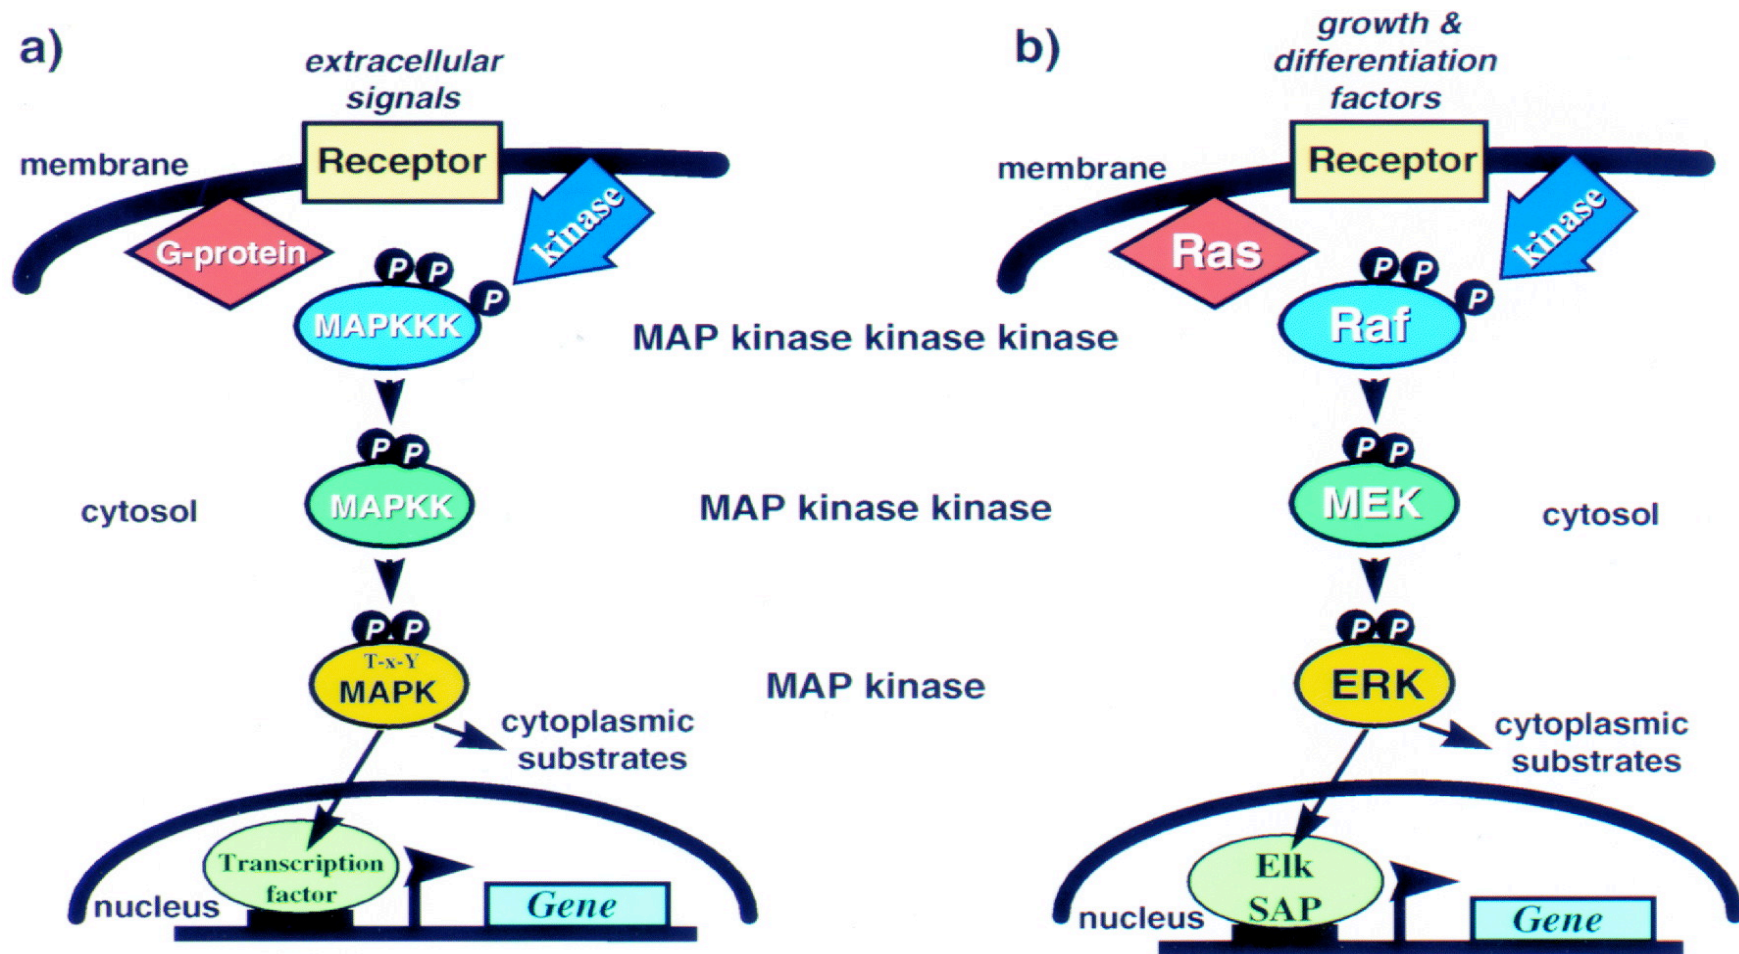 a)
extracellular
signals
membrane
Receptor
G-protein
kinase
P P P
MAPKKK
P P
MAPKK
cytosol
P P
T-x-Y
MAPK
cytoplasmic
substrates
Transcription
factor
nucleus
Gene
MAP kinase kinase kinase
MAP kinase kinase
MAP kinase
b)
growth &
differentiation
factors
membrane
Receptor
Ras
kinase
P P P
Raf
P P
MEK
cytosol
P P
ERK
cytoplasmic
substrates
Elk
SAP
nucleus
Gene